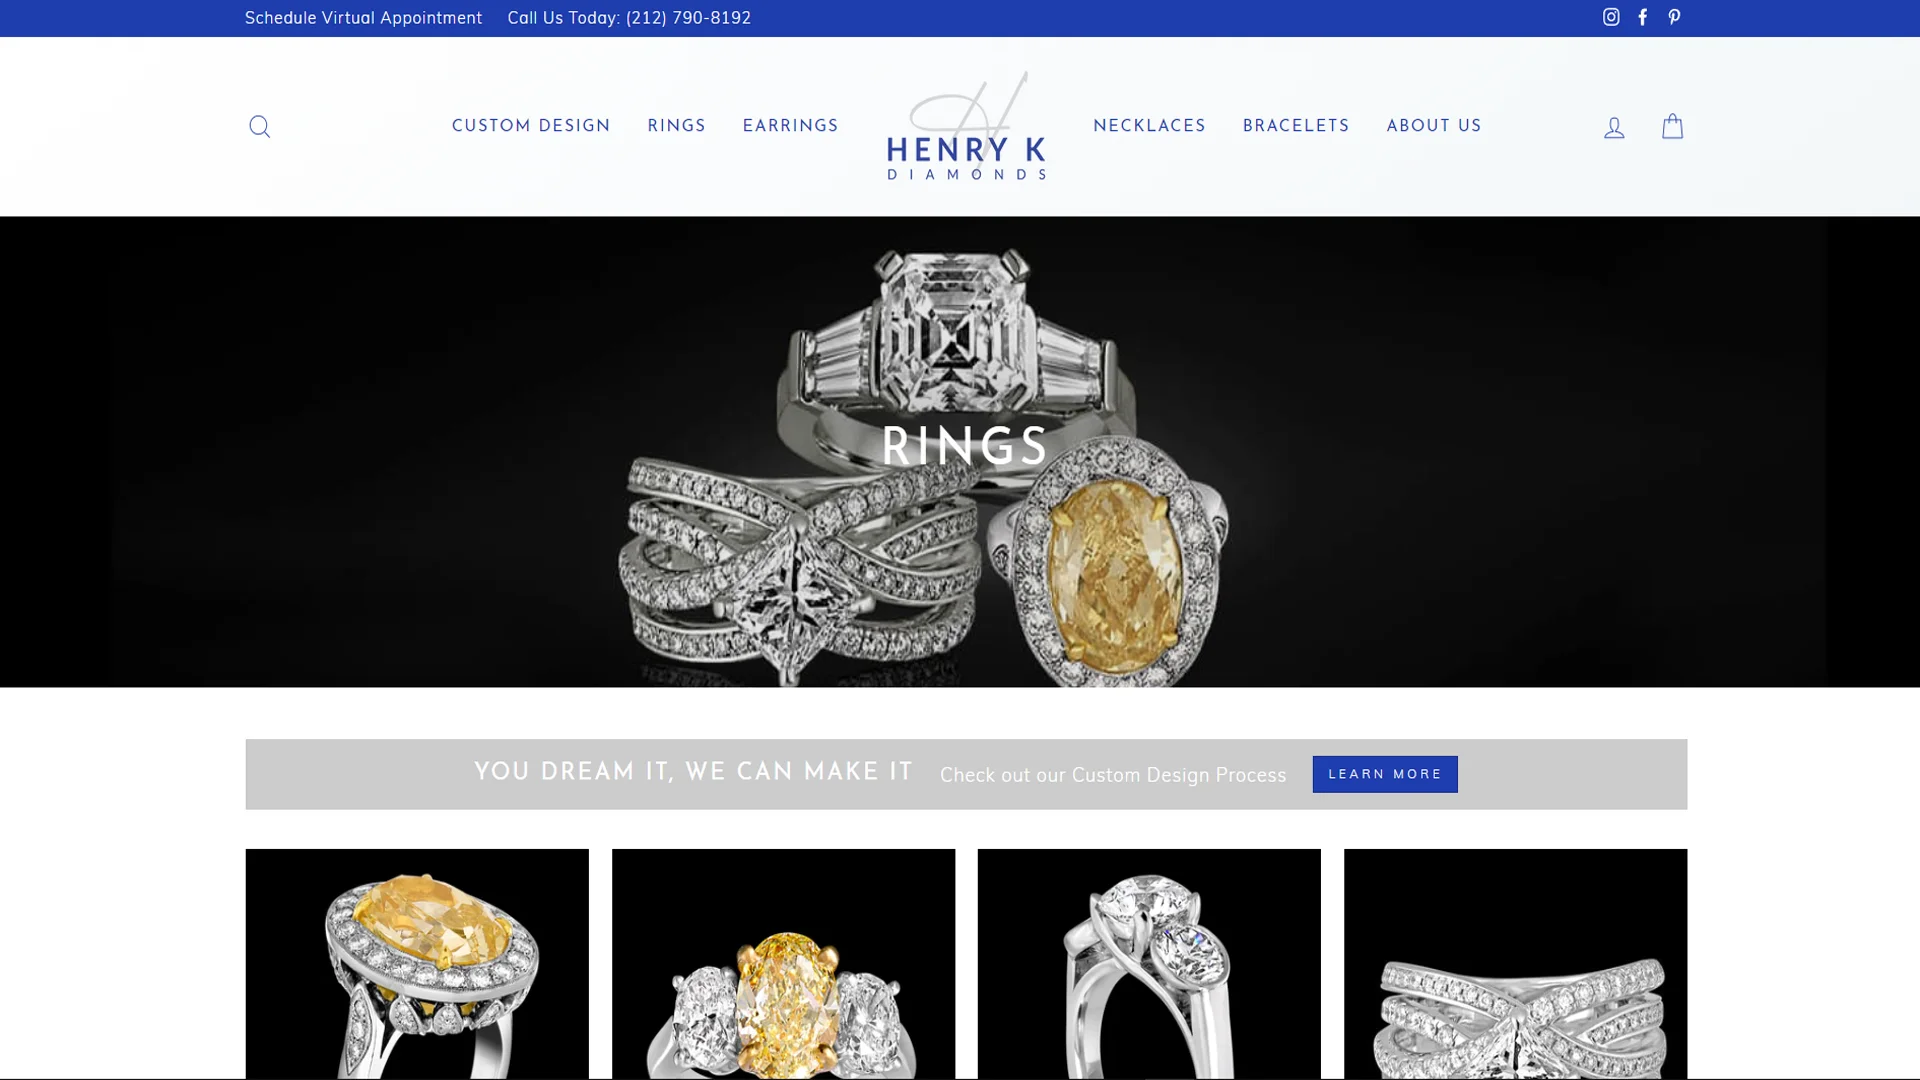 Schedule Virtual Appointment Call Us Today: (212) 790-8192
CUSTOM DESIGN RINGS EARRINGS
HENRY K
DIAMONDS
NECKLACES BRACELETS ABOUT US
RINGS
YOU DREAM IT, WE CAN MAKE IT Check out our Custom Design Process LEARN MORE